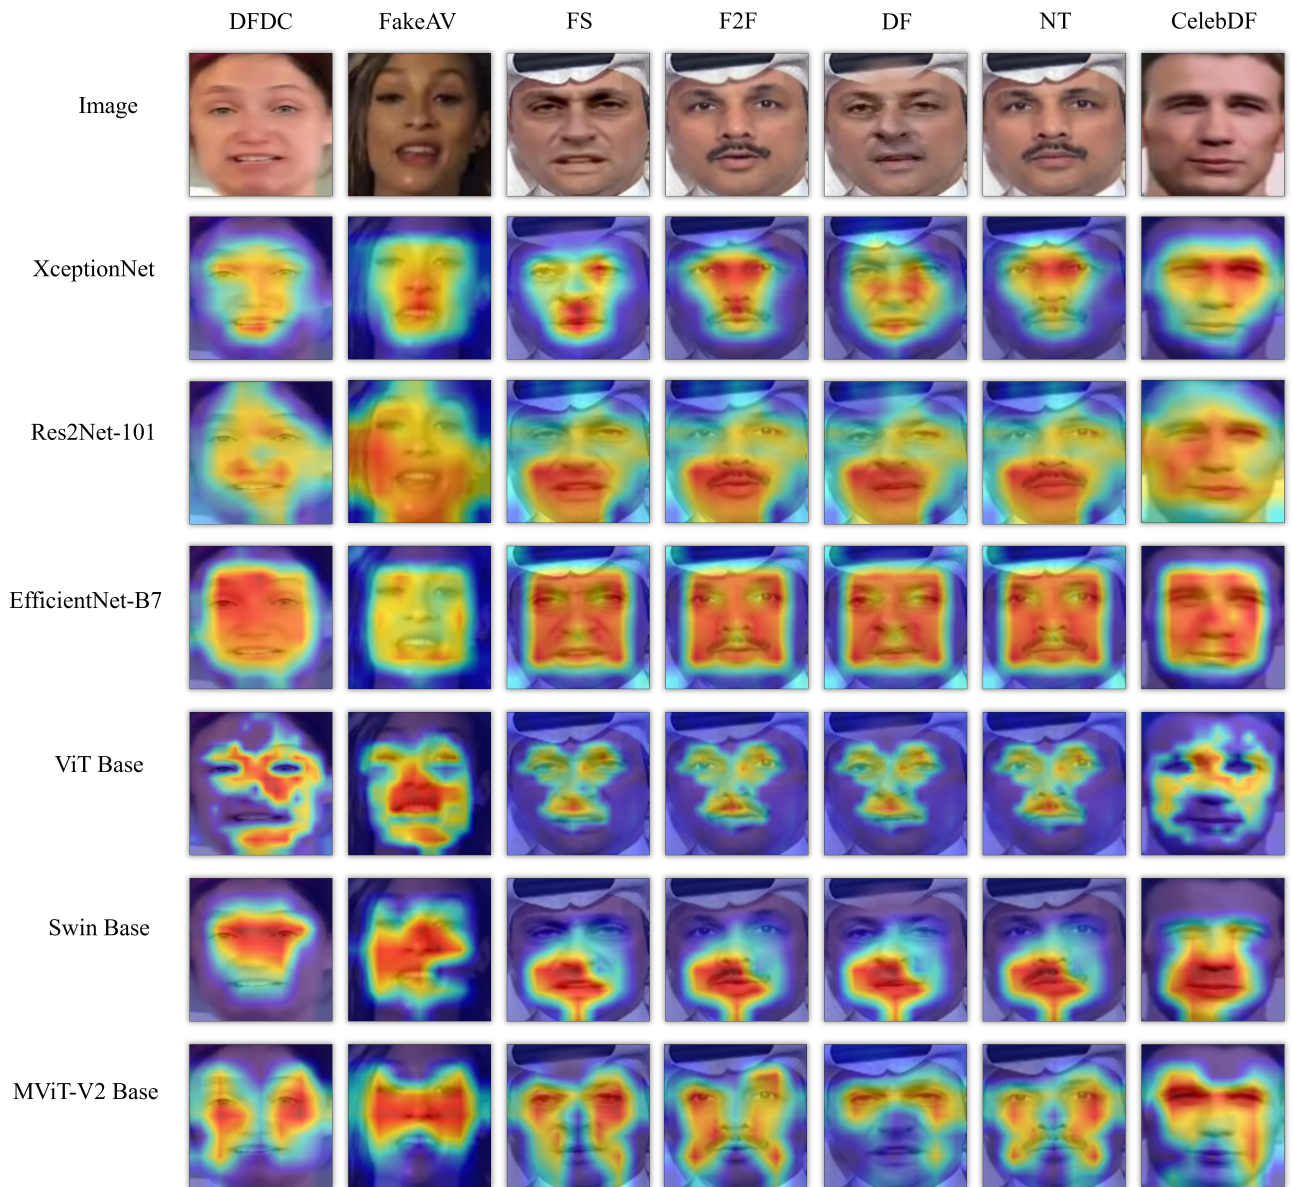 DFDC FakeAV FS F2F DF NT CelebDF
Image
XceptionNet
Res2Net-101
EfficientNet-B7
ViT Base
Swin Base
MViT-V2 Base